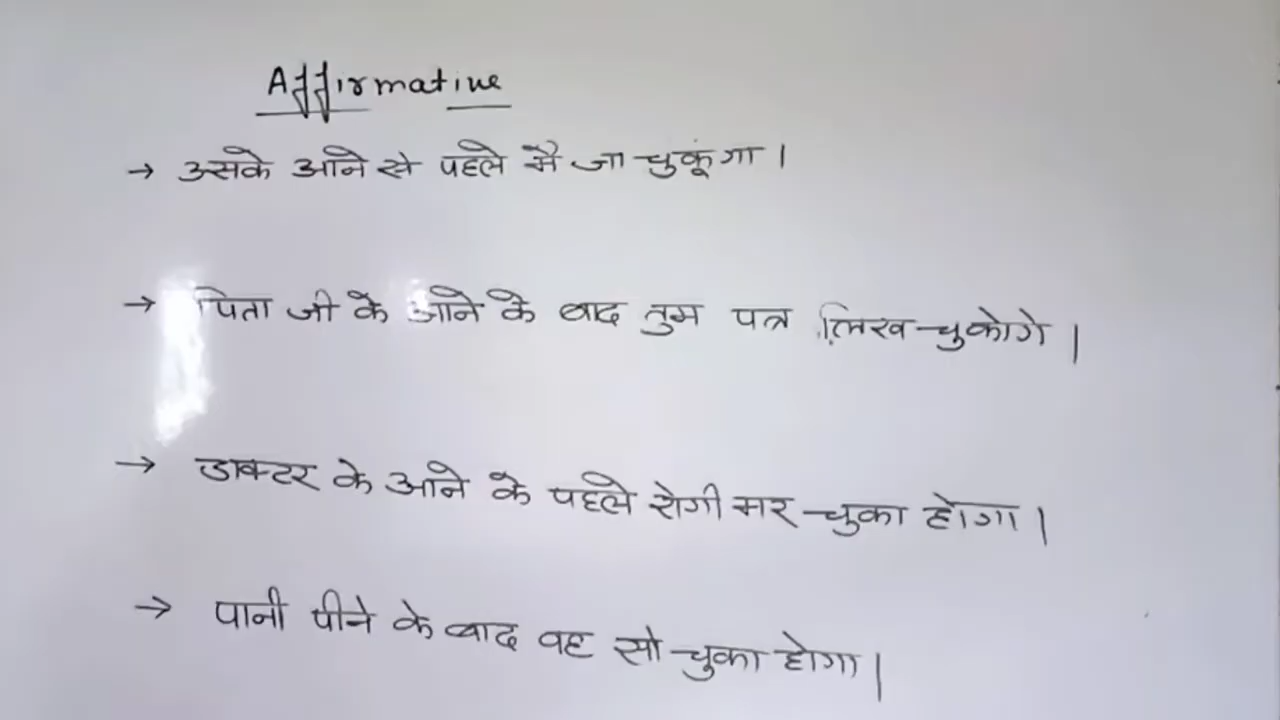 Affirmative
→ उसके आने से पहले मै जा चुकूंगा।
→ पिता जी के आने के बाद तुम पत्र लिख चुकोगे।
→ डाक्टर के आने के पहले रोगी मर चुका होगा।
→ पानी पीने के बाद वह सो चुका होगा।